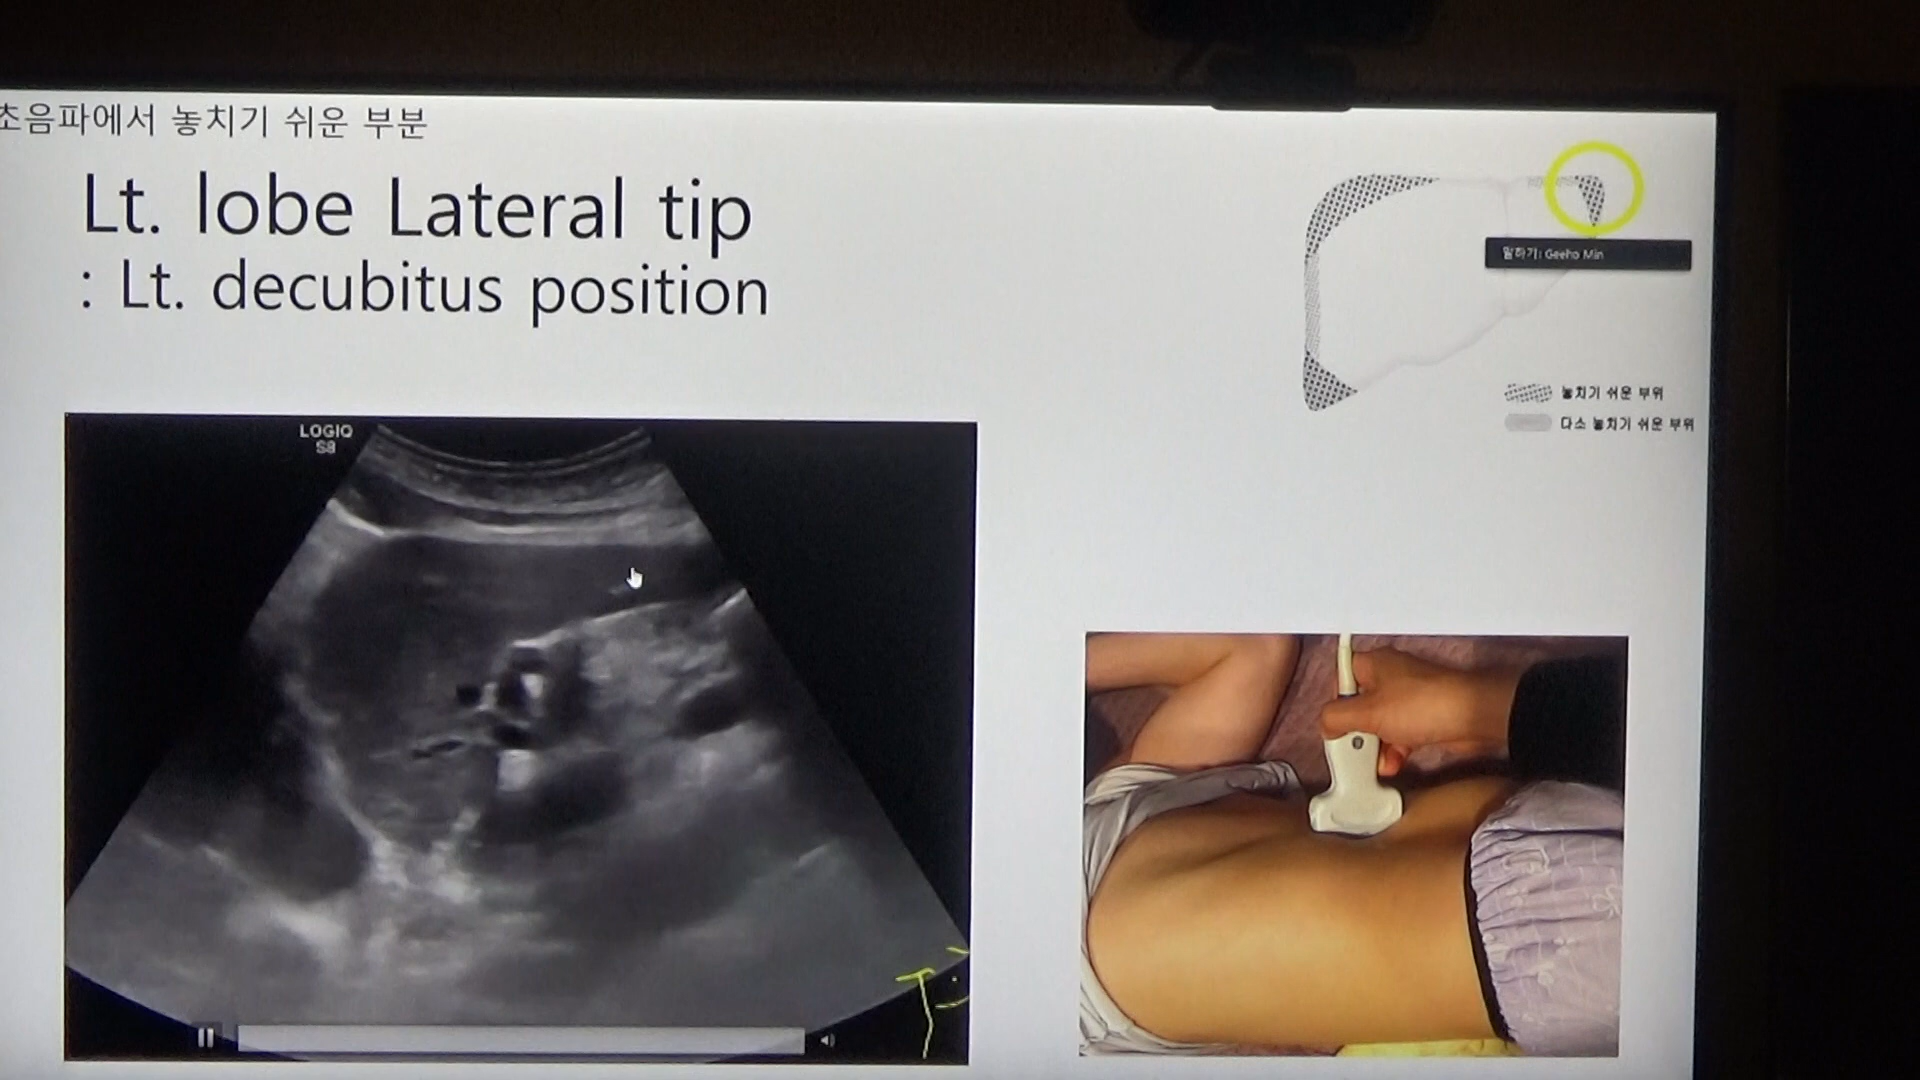 초음파에서 놓치기 쉬운 부분
Lt. lobe Lateral tip
: Lt. decubitus position
말하기: Geeho Min
놓치기 쉬운 부위
다소 놓치기 쉬운 부위
LOGIQ
S8